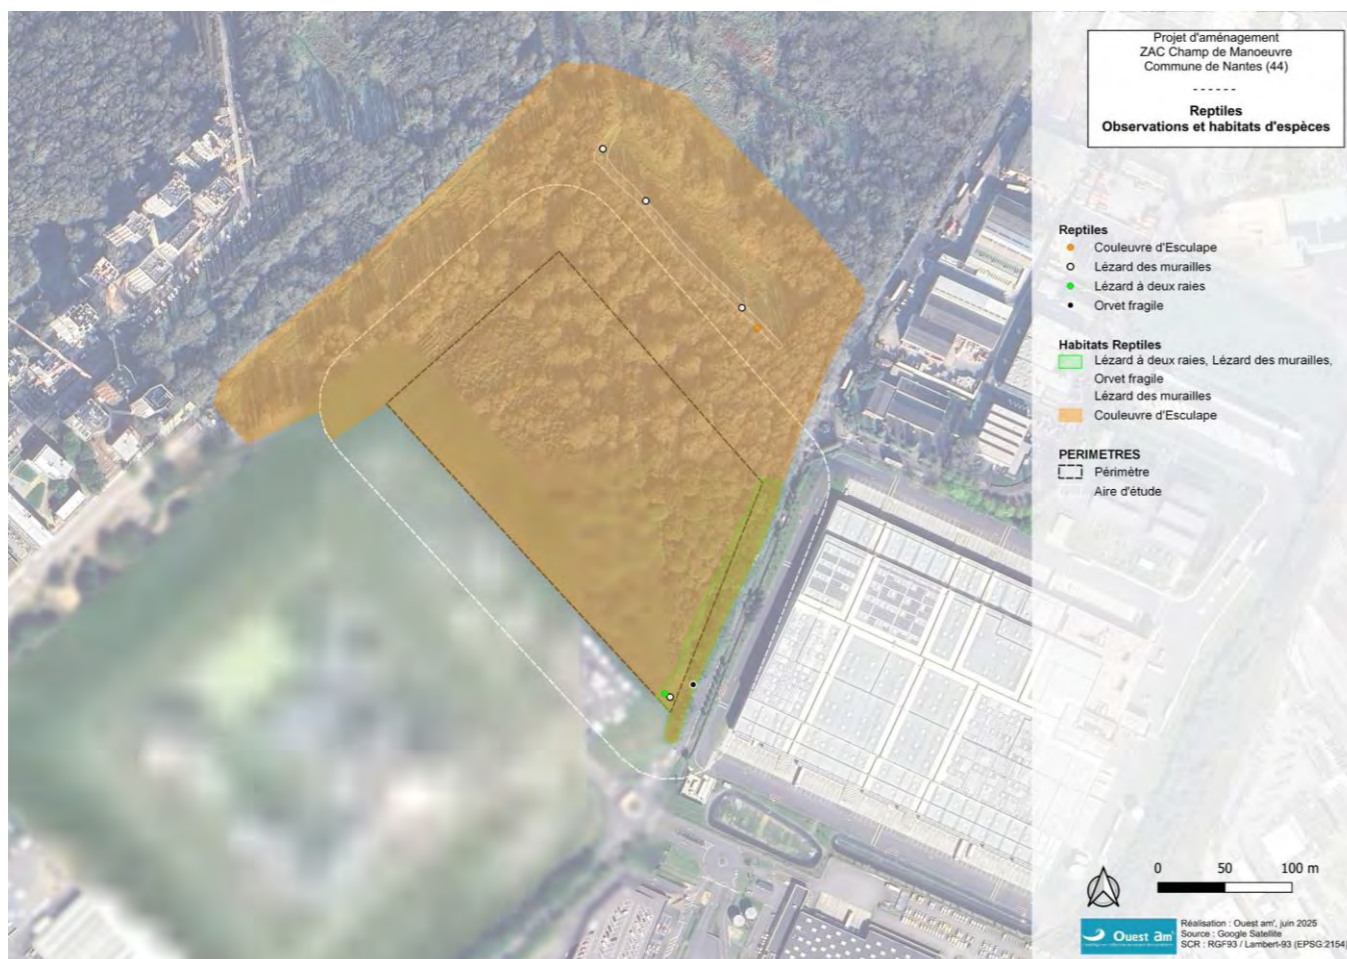 Projet d'aménagement
ZAC Champ de Manoeuvre
Commune de Nantes (44)
------
Reptiles
Observations et habitats d'espèces
Reptiles
Couleuvre d'Esculape
Lézard des murailles
Lézard à deux raies
Orvet fragile
Habitats Reptiles
Lézard à deux raies, Lézard des murailles,
Orvet fragile
Lézard des murailles
Couleuvre d'Esculape
PERIMETRES
Périmètre
Aire d'étude
0 50 100 m
Ouest am'
Réalisation : Ouest am', juin 2025
Source : Google Satellite
SCR : RGF93 / Lambert-93 (EPSG:2154)